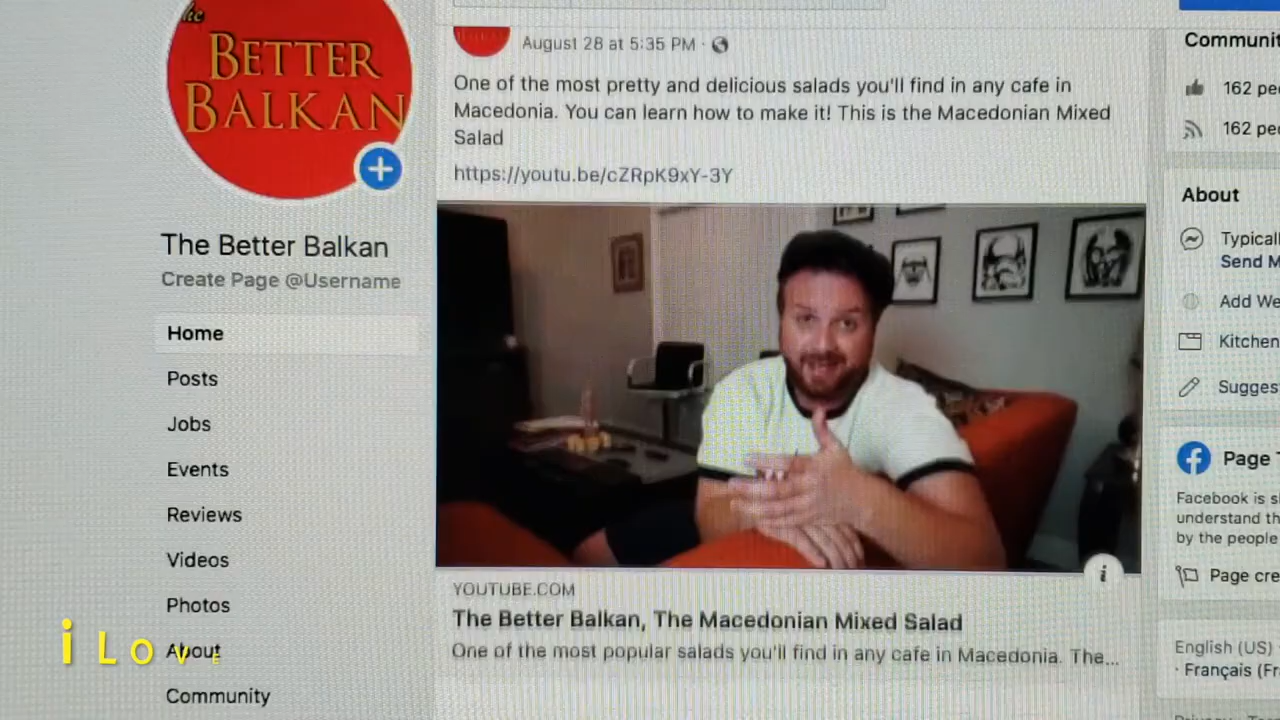 The
BETTER
BALKAN
The Better Balkan
Create Page @Username
Home
Posts
Jobs
Events
Reviews
Videos
Photos
About
Community
i Lov
August 28 at 5:35 PM ·
One of the most pretty and delicious salads you'll find in any cafe in
Macedonia. You can learn how to make it! This is the Macedonian Mixed
Salad
https://youtu.be/cZRpK9xY-3Y
YOUTUBE.COM
The Better Balkan, The Macedonian Mixed Salad
One of the most popular salads you'll find in any cafe in Macedonia. The...
Communit
162 pe
162 pe
About
Typicall
Send M
Add We
Kitchen
Sugges
Page T
Facebook is s
understand th
by the people
Page cre
English (US)
· Français (Fr